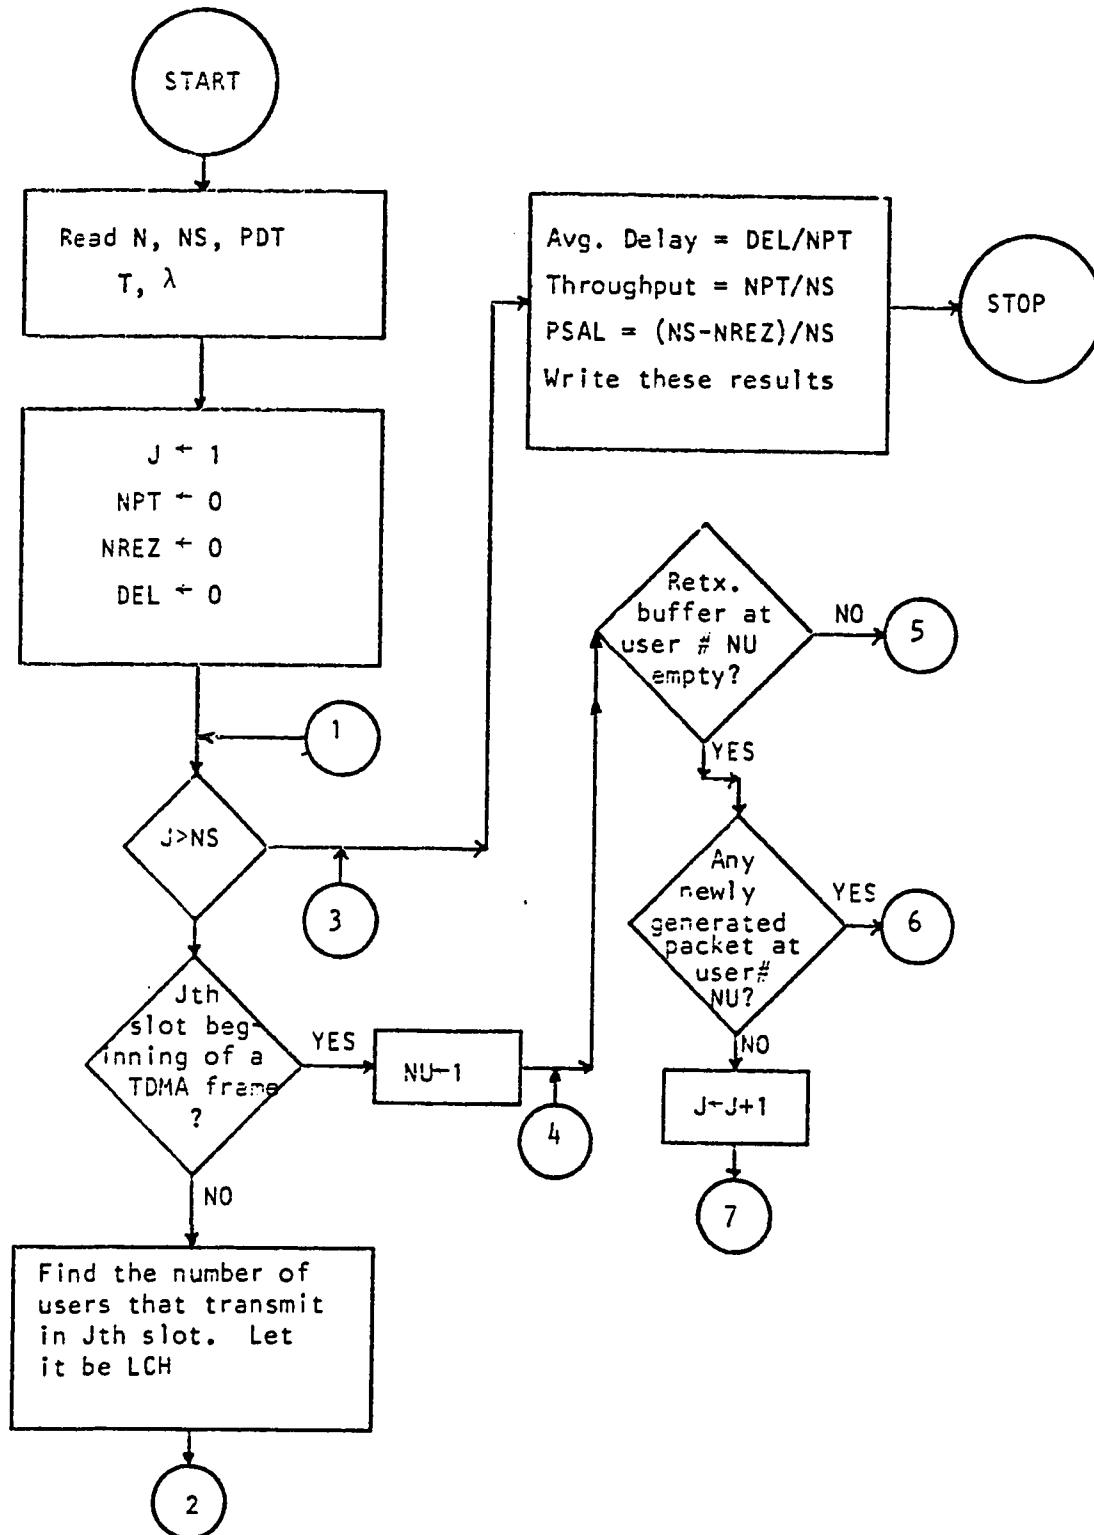 START
Read N, NS, PDT
T, λ
J ← 1
NPT ← 0
NREZ ← 0
DEL ← 0
1
J>NS
3
Jth
slot beg-
inning of a
TDMA frame
?
YES
NU←1
4
NO
Find the number of
users that transmit
in Jth slot. Let
it be LCH
2
Avg. Delay = DEL/NPT
Throughput = NPT/NS
PSAL = (NS-NREZ)/NS
Write these results
STOP
Retx.
buffer at
user # NU
empty?
NO
5
YES
Any
newly
generated
packet at
user#
NU?
YES
6
NO
J←J+1
7